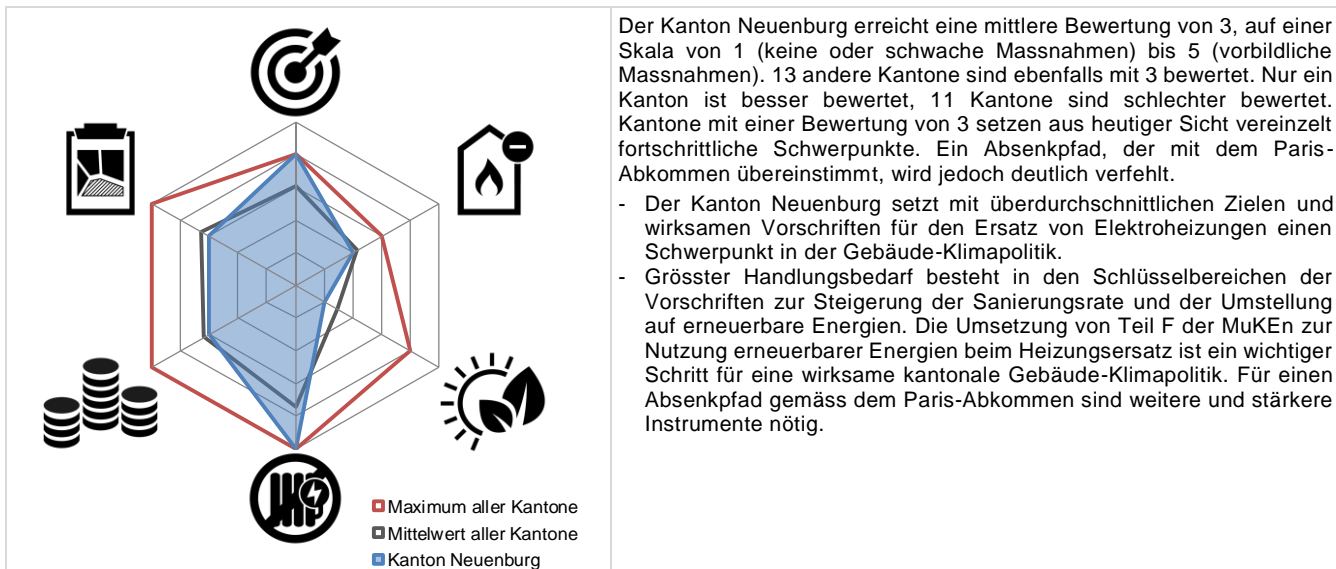 Der Kanton Neuenburg erreicht eine mittlere Bewertung von 3, auf einer
Skala von 1 (keine oder schwache Massnahmen) bis 5 (vorbildliche
Massnahmen). 13 andere Kantone sind ebenfalls mit 3 bewertet. Nur ein
Kanton ist besser bewertet, 11 Kantone sind schlechter bewertet.
Kantone mit einer Bewertung von 3 setzen aus heutiger Sicht vereinzelt
fortschrittliche Schwerpunkte. Ein Absenkpfad, der mit dem Paris-
Abkommen übereinstimmt, wird jedoch deutlich verfehlt.
- Der Kanton Neuenburg setzt mit überdurchschnittlichen Zielen und
wirksamen Vorschriften für den Ersatz von Elektroheizungen einen
Schwerpunkt in der Gebäude-Klimapolitik.
- Grösster Handlungsbedarf besteht in den Schlüsselbereichen der
Vorschriften zur Steigerung der Sanierungsrate und der Umstellung
auf erneuerbare Energien. Die Umsetzung von Teil F der MuKEn zur
Nutzung erneuerbarer Energien beim Heizungsersatz ist ein wichtiger
Schritt für eine wirksame kantonale Gebäude-Klimapolitik. Für einen
Absenkpfad gemäss dem Paris-Abkommen sind weitere und stärkere
Instrumente nötig.
Maximum aller Kantone
Mittelwert aller Kantone
Kanton Neuenburg